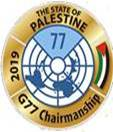 THE STATE OF
PALESTINE
77
2019
G77 Chairmanship